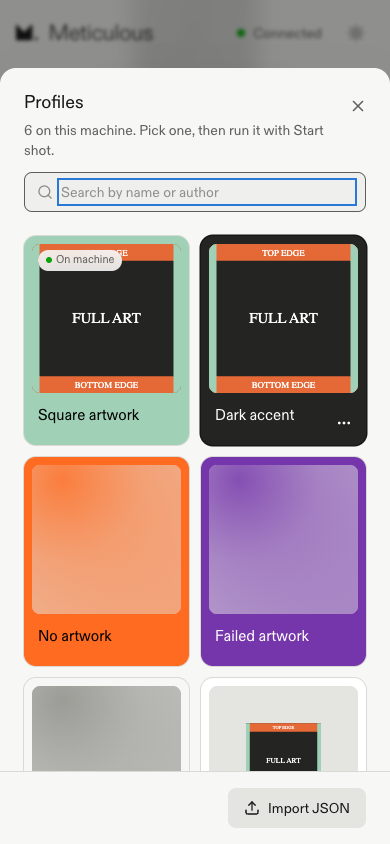 Meticulous
Connected
Profiles
6 on this machine. Pick one, then run it with Start
shot.
Search by name or author
On machine
GE
FULL ART
BOTTOM EDGE
Square artwork
TOP EDGE
FULL ART
BOTTOM EDGE
Dark accent
No artwork
Failed artwork
TOP EDGE
FULL ART
Import JSON